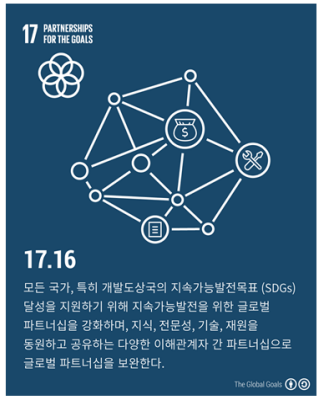 17 PARTNERSHIPS
FOR THE GOALS
$
17.16
모든 국가, 특히 개발도상국의 지속가능발전목표 (SDGs)
달성을 지원하기 위해 지속가능발전을 위한 글로벌
파트너십을 강화하며, 지식, 전문성, 기술, 재원을
동원하고 공유하는 다양한 이해관계자 간 파트너십으로
글로벌 파트너십을 보완한다.
The Global Goals